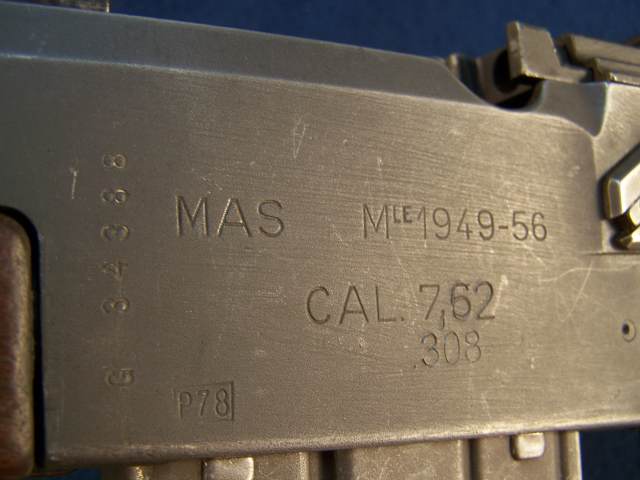 MAS MLE 1949-56
CAL. 7,62
.308
P78
G 34388